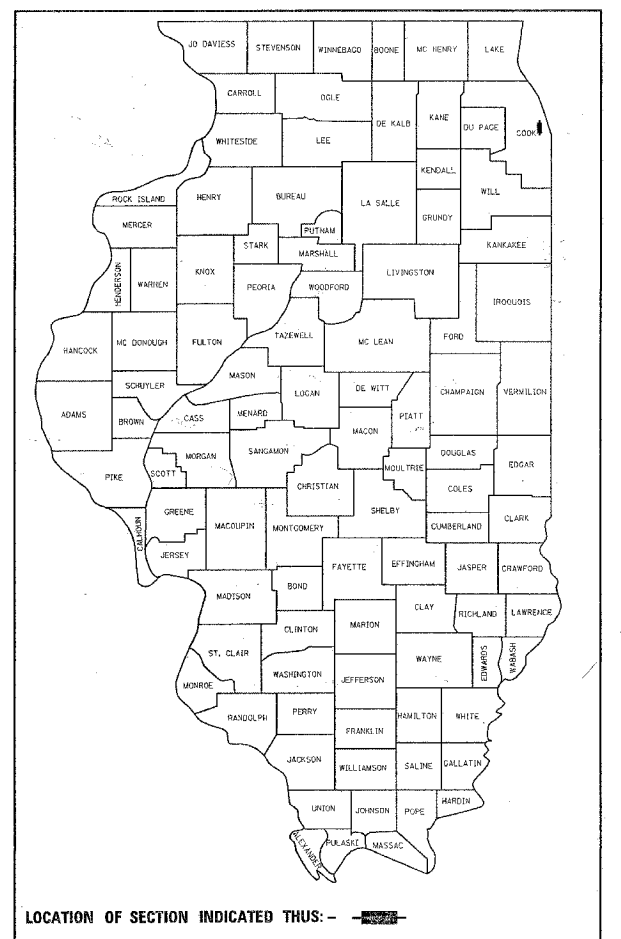 JO DAVIESS STEVENSON WINNEBAGO BOONE MC HENRY LAKE
CARROLL OGLE DE KALB KANE DU PAGE COOK
WHITESIDE LEE KENDALL WILL
ROCK ISLAND HENRY BUREAU LA SALLE GRUNDY
MERCER STARK PUTNAM KANKAKEE
MARSHALL LIVINGSTON
HENDERSON WARREN KNOX PEORIA WOODFORD IROQUOIS
HANCOCK MC DONOUGH FULTON TAZEWELL MC LEAN FORD
SCHUYLER MASON LOGAN DE WITT CHAMPAIGN VERMILION
ADAMS BROWN CASS MENARD PIATT
MORGAN SANGAMON MACON DOUGLAS EDGAR
PIKE SCOTT CHRISTIAN MOULTRIE COLES
CALHOUN GREENE MACOUPIN MONTGOMERY SHELBY CUMBERLAND CLARK
JERSEY FAYETTE EFFINGHAM JASPER CRAWFORD
MADISON BOND CLAY RICHLAND LAWRENCE
CLINTON MARION
ST. CLAIR WASHINGTON WAYNE EDWARDS WABASH
MONROE JEFFERSON
RANDOLPH PERRY HAMILTON WHITE
FRANKLIN
JACKSON WILLIAMSON SALINE GALLATIN
UNION JOHNSON POPE HARDIN
ALEXANDER PULASKI MASSAC
LOCATION OF SECTION INDICATED THUS: -